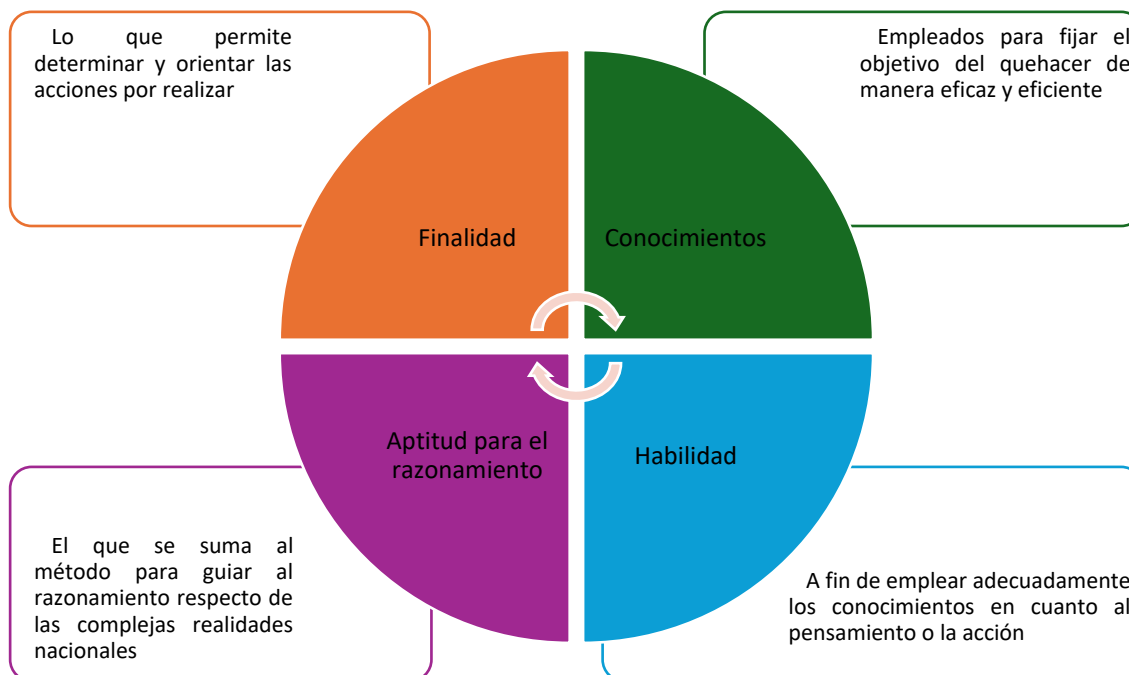 Lo que permite
determinar y orientar las
acciones por realizar
Empleados para fijar el
objetivo del quehacer de
manera eficaz y eficiente
Finalidad
Conocimientos
Aptitud para el
razonamiento
Habilidad
El que se suma al
método para guiar al
razonamiento respecto de
las complejas realidades
nacionales
A fin de emplear adecuadamente
los conocimientos en cuanto al
pensamiento o la acción